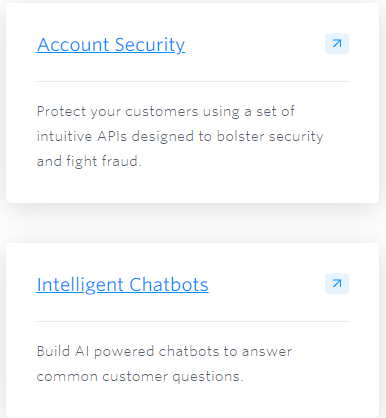 Account Security
Protect your customers using a set of
intuitive APIs designed to bolster security
and fight fraud.
Intelligent Chatbots
Build AI powered chatbots to answer
common customer questions.